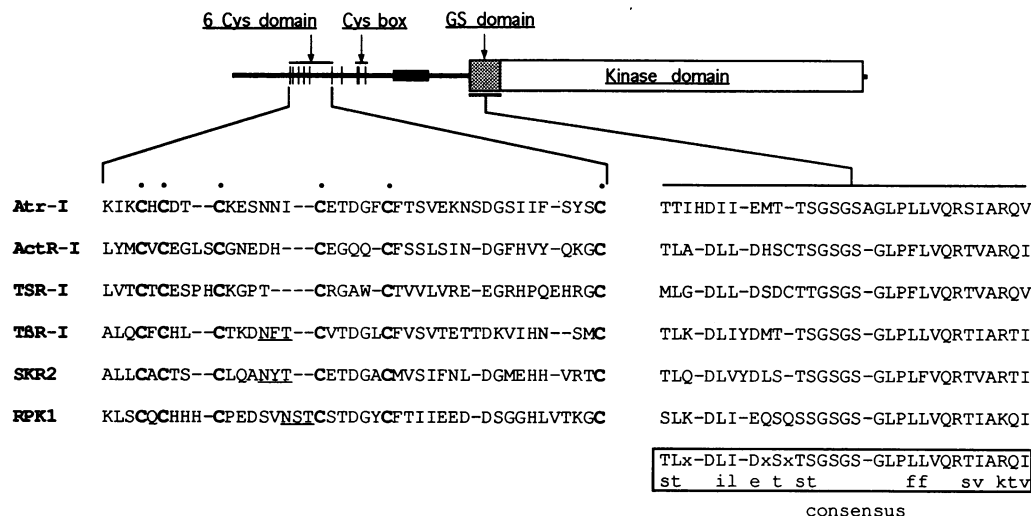 6 Cys domain Cys box GS domain
Kinase domain
Atr-I KIKCHCDT--CKESNNI--CETDGFCFTSVEKNSDGSIIF-SYSC TTIHDII-EMT-TSGSGSAGLPLLVQRSIARQV
ActR-I LYMCVCEGLSCGNEDH---CEGQQ-CFSSLSIN-DGFHVY-QKGC TLA-DLL-DHSCTSGSGS-GLPFLVQRTVARQI
TSR-I LVTCTCESPHCKGPT----CRGAW-CTVVLVRE-EGRHPQEHRGC MLG-DLL-DSDCTTGSGS-GLPFLVQRTVARQV
TßR-I ALQCFCHL--CTKDNFT--CVTDGLCFVSVTETTDKVIHN--SMC TLK-DLIYDMT-TSGSGS-GLPLLVQRTIARTI
SKR2 ALLCACTS--CLQANYT--CETDGACMVSIFNL-DGMEHH-VRTC TLQ-DLVYDLS-TSGSGS-GLPLFVQRTVARTI
RPK1 KLSCQCHHH-CPEDSVNSTCSTDGYCFTIIEED-DSGGHLVTKGC SLK-DLI-EQSQSSGSGS-GLPLLVQRTIAKQI
TLx-DLI-DxSxTSGSGS-GLPLLVQRTIARQI
st il e t st ff sv ktv
consensus